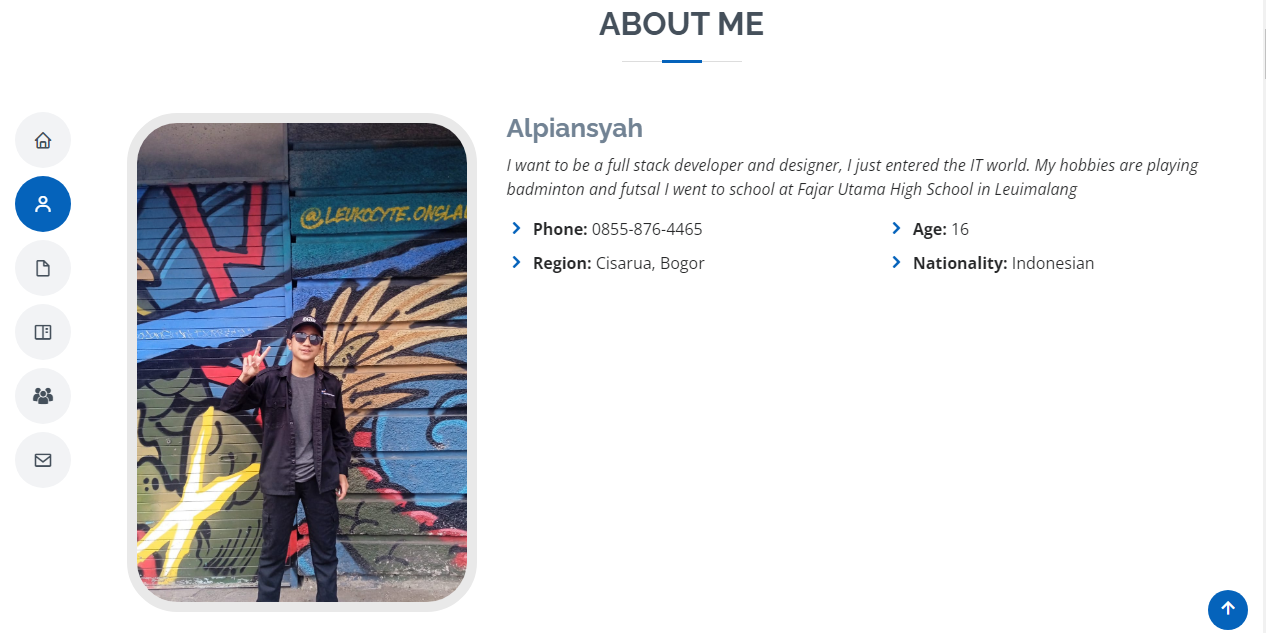 ABOUT ME
@LEUKOCYTE.ONSLAU
Alpiansyah
I want to be a full stack developer and designer, I just entered the IT world. My hobbies are playing
badminton and futsal I went to school at Fajar Utama High School in Leuimalang
Phone: 0855-876-4465
Age: 16
Region: Cisarua, Bogor
Nationality: Indonesian